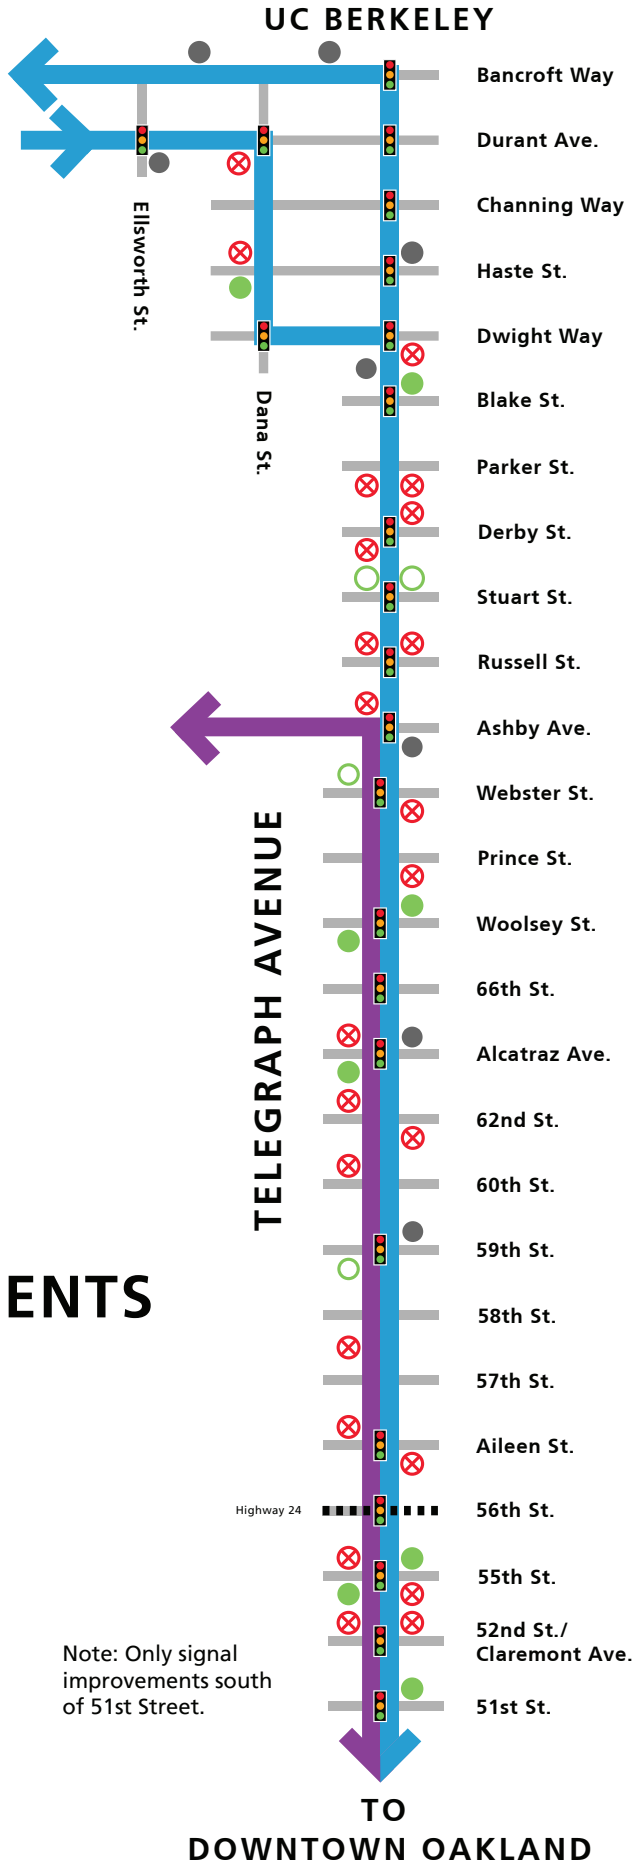 UC BERKELEY
Bancroft Way
Durant Ave.
Channing Way
Ellsworth St.
Haste St.
Dwight Way
Dana St.
Blake St.
Parker St.
Derby St.
Stuart St.
Russell St.
Ashby Ave.
Webster St.
TELEGRAPH AVENUE
Prince St.
Woolsey St.
66th St.
Alcatraz Ave.
62nd St.
60th St.
59th St.
ENTS
58th St.
57th St.
Aileen St.
Highway 24
56th St.
55th St.
52nd St./
Claremont Ave.
Note: Only signal
improvements south
of 51st Street.
51st St.
TO
DOWNTOWN OAKLAND